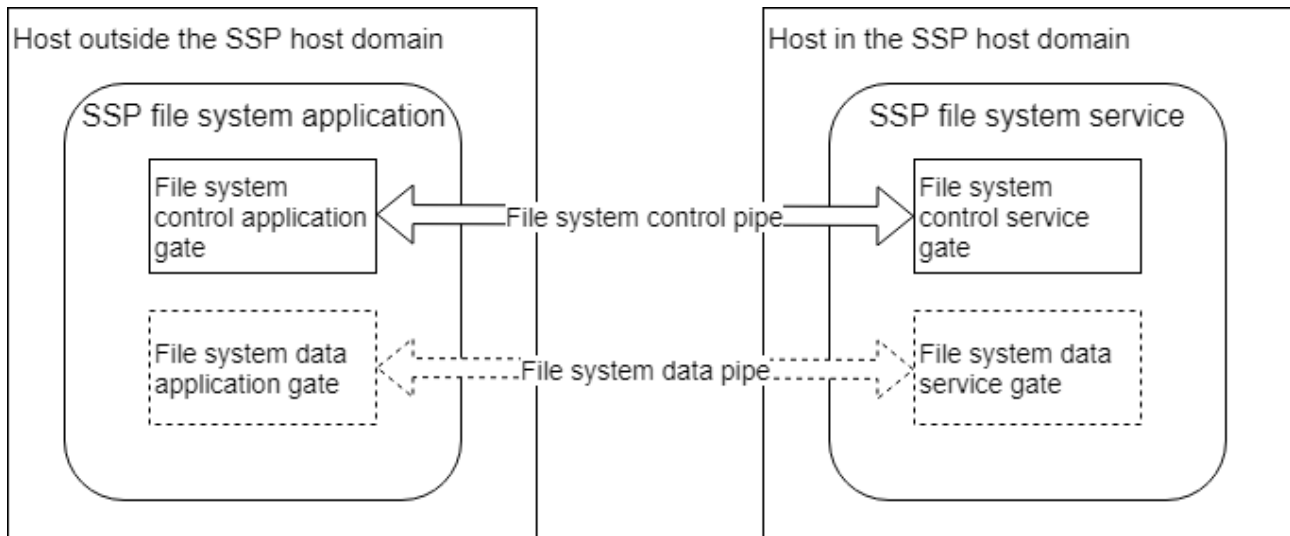 Host outside the SSP host domain
SSP file system application
File system
control application
gate
File system data
application gate
File system control pipe
File system data pipe
Host in the SSP host domain
SSP file system service
File system
control service
gate
File system data
service gate